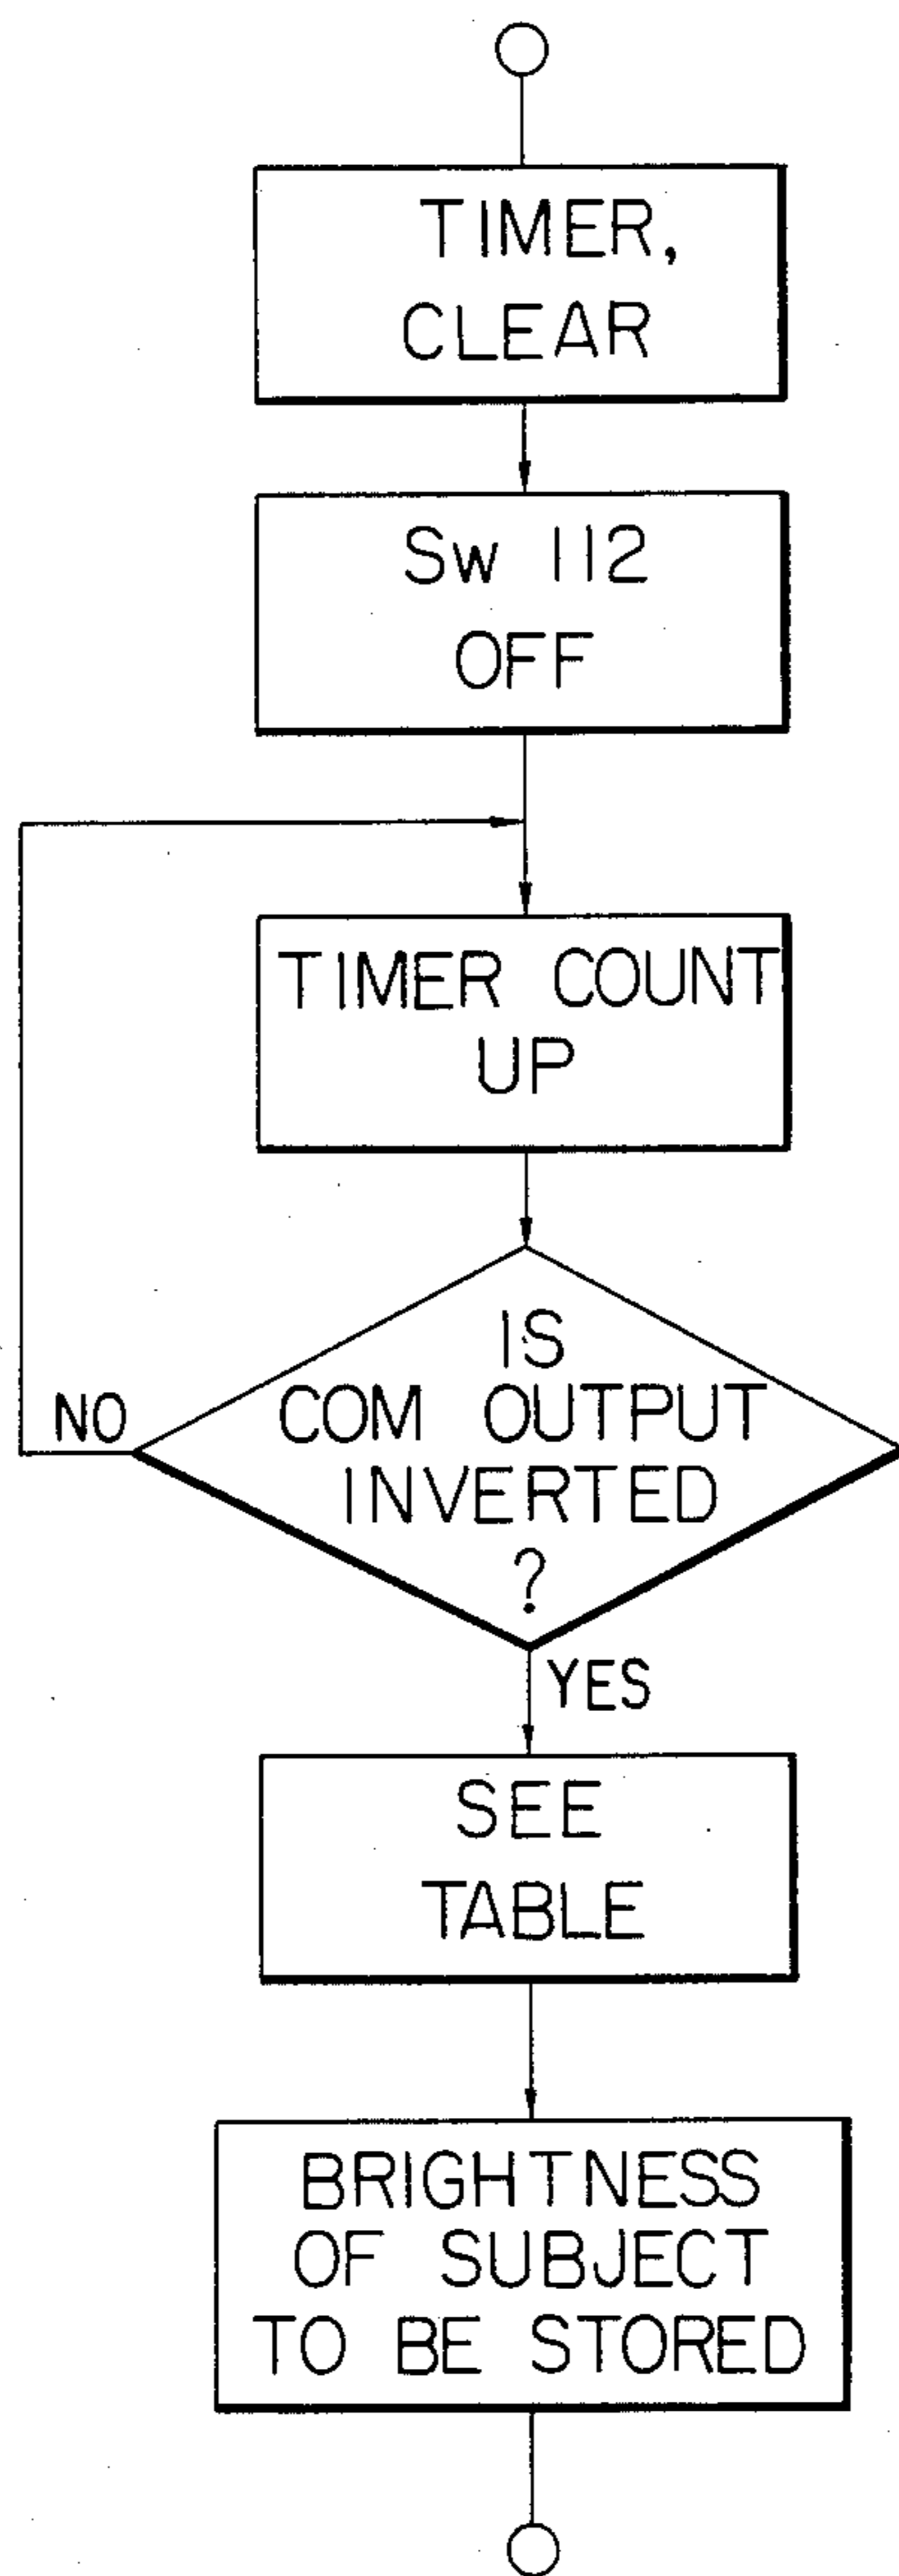 TIMER,
CLEAR
Sw 112
OFF
TIMER COUNT
UP
IS
COM OUTPUT
INVERTED
?
NO
YES
SEE
TABLE
BRIGHTNESS
OF SUBJECT
TO BE STORED